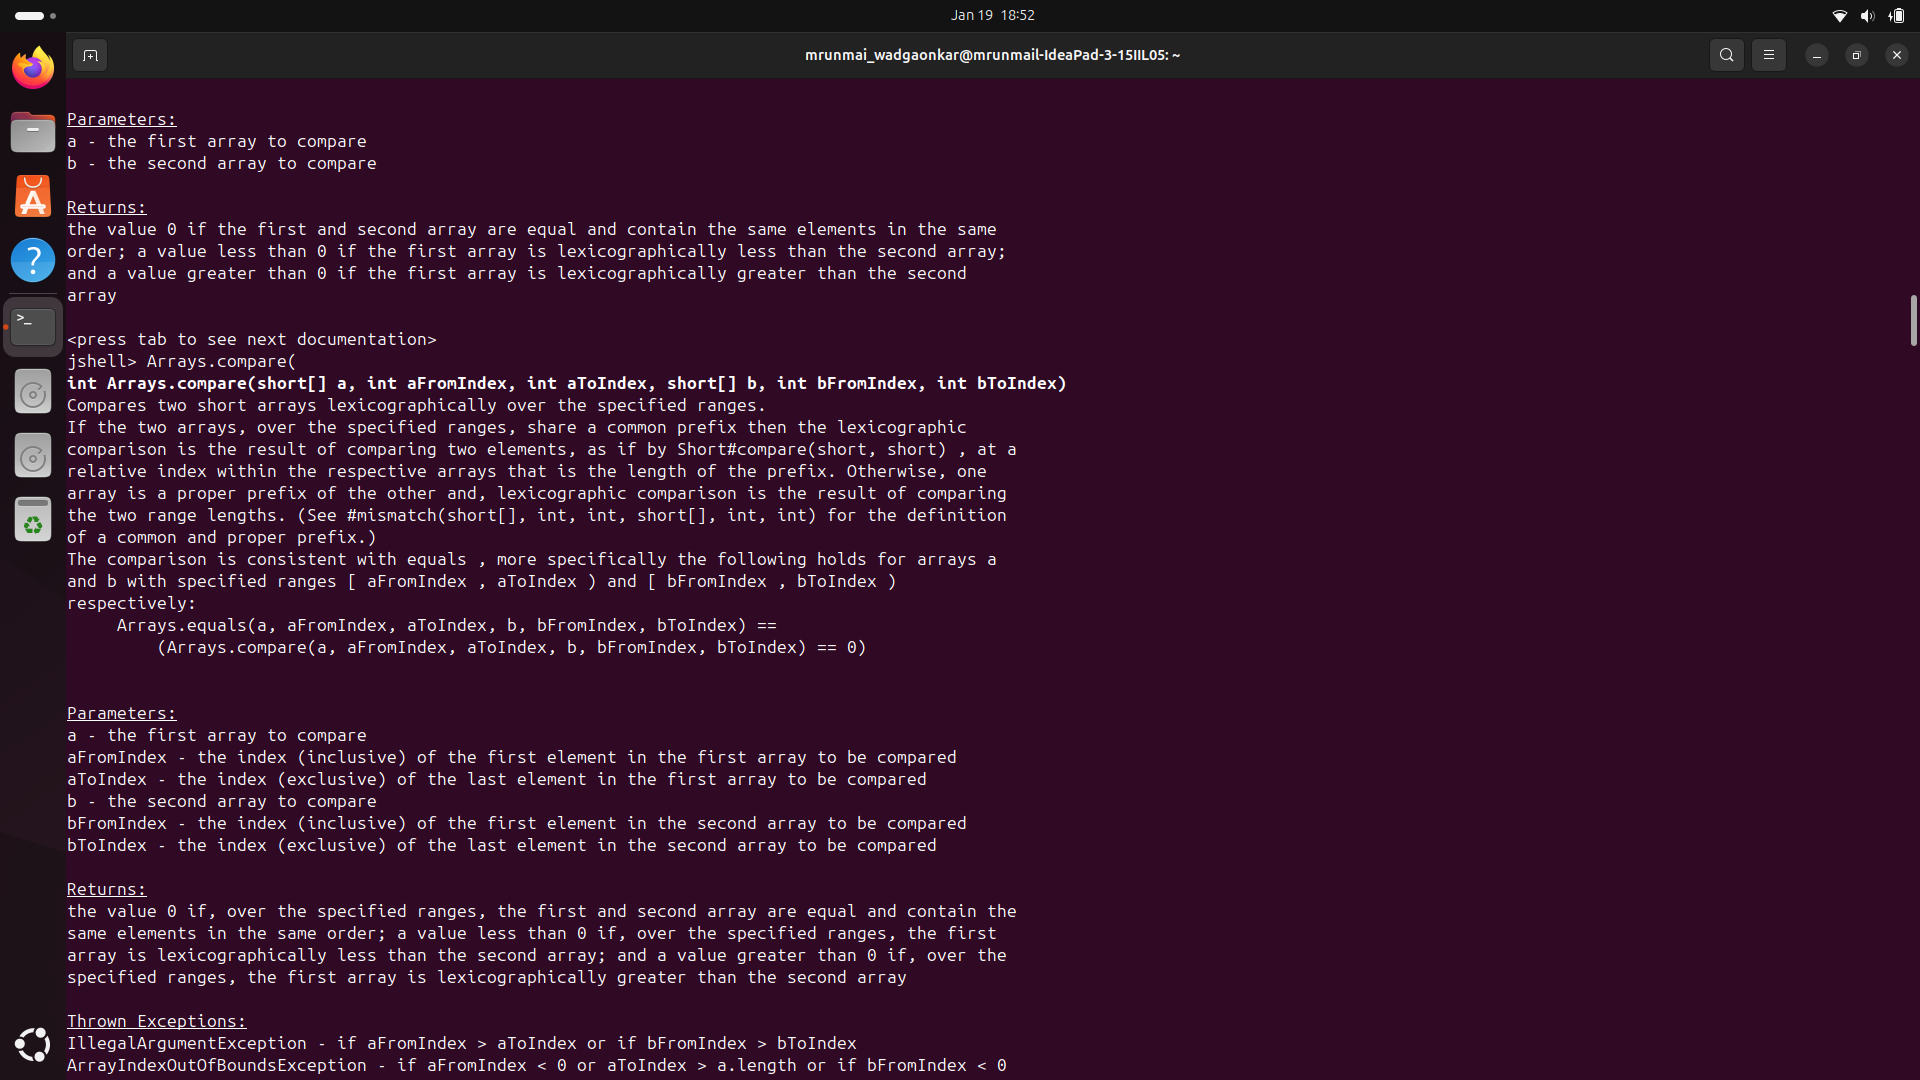 Jan 19 18:52
mrunmai_wadgaonkar@mrunmail-IdeaPad-3-15IIL05: ~
Parameters:
a - the first array to compare
b - the second array to compare
Returns:
the value 0 if the first and second array are equal and contain the same elements in the same
order; a value less than 0 if the first array is lexicographically less than the second array;
and a value greater than 0 if the first array is lexicographically greater than the second
array
<press tab to see next documentation>
jshell> Arrays.compare(
int Arrays.compare(short[] a, int aFromIndex, int aToIndex, short[] b, int bFromIndex, int bToIndex)
Compares two short arrays lexicographically over the specified ranges.
If the two arrays, over the specified ranges, share a common prefix then the lexicographic
comparison is the result of comparing two elements, as if by Short#compare(short, short) , at a
relative index within the respective arrays that is the length of the prefix. Otherwise, one
array is a proper prefix of the other and, lexicographic comparison is the result of comparing
the two range lengths. (See #mismatch(short[], int, int, short[], int, int) for the definition
of a common and proper prefix.)
The comparison is consistent with equals , more specifically the following holds for arrays a
and b with specified ranges [ aFromIndex , aToIndex ) and [ bFromIndex , bToIndex )
respectively:
Arrays.equals(a, aFromIndex, aToIndex, b, bFromIndex, bToIndex) ==
(Arrays.compare(a, aFromIndex, aToIndex, b, bFromIndex, bToIndex) == 0)
Parameters:
a - the first array to compare
aFromIndex - the index (inclusive) of the first element in the first array to be compared
aToIndex - the index (exclusive) of the last element in the first array to be compared
b - the second array to compare
bFromIndex - the index (inclusive) of the first element in the second array to be compared
bToIndex - the index (exclusive) of the last element in the second array to be compared
Returns:
the value 0 if, over the specified ranges, the first and second array are equal and contain the
same elements in the same order; a value less than 0 if, over the specified ranges, the first
array is lexicographically less than the second array; and a value greater than 0 if, over the
specified ranges, the first array is lexicographically greater than the second array
Thrown Exceptions:
IllegalArgumentException - if aFromIndex > aToIndex or if bFromIndex > bToIndex
ArrayIndexOutOfBoundsException - if aFromIndex < 0 or aToIndex > a.length or if bFromIndex < 0